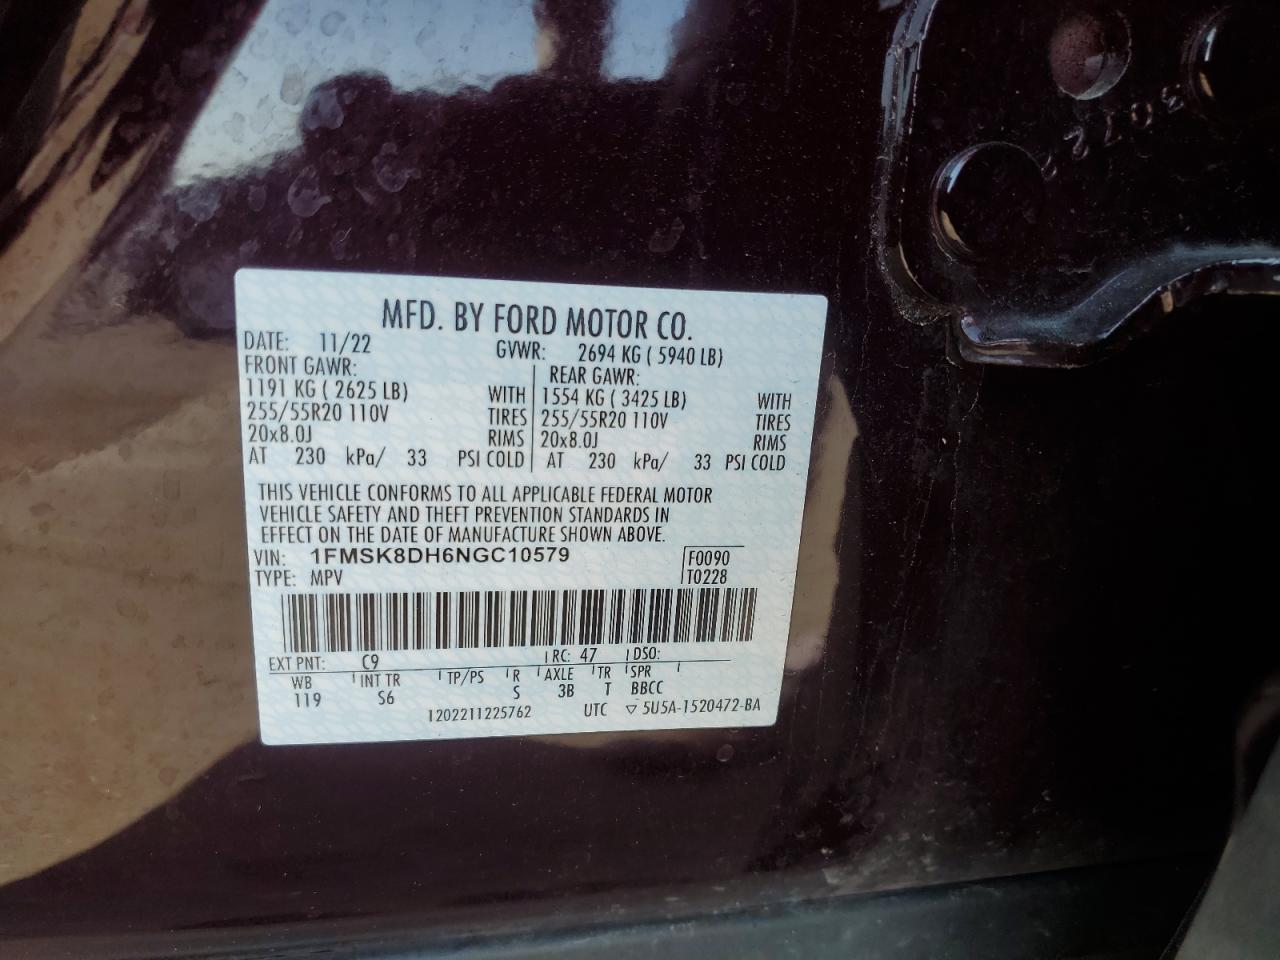 MFD. BY FORD MOTOR CO.
DATE: 11/22 GVWR: 2694 KG ( 5940 LB)
FRONT GAWR: REAR GAWR:
1191 KG ( 2625 LB) WITH 1554 KG ( 3425 LB) WITH
255/55R20 110V TIRES 255/55R20 110V TIRES
20x8.0J RIMS 20x8.0J RIMS
AT 230 kPa/ 33 PSI COLD AT 230 kPa/ 33 PSI COLD
THIS VEHICLE CONFORMS TO ALL APPLICABLE FEDERAL MOTOR
VEHICLE SAFETY AND THEFT PREVENTION STANDARDS IN
EFFECT ON THE DATE OF MANUFACTURE SHOWN ABOVE.
VIN: 1FMSK8DH6NGC10579 F0090
TYPE: MPV T0228
EXT PNT: C9 RC: 47 DSO:
WB INT TR TP/PS R AXLE TR SPR
119 S6 S 3B T BBCC
1202211225762 UTC ▽ 5U5A-1520472-BA